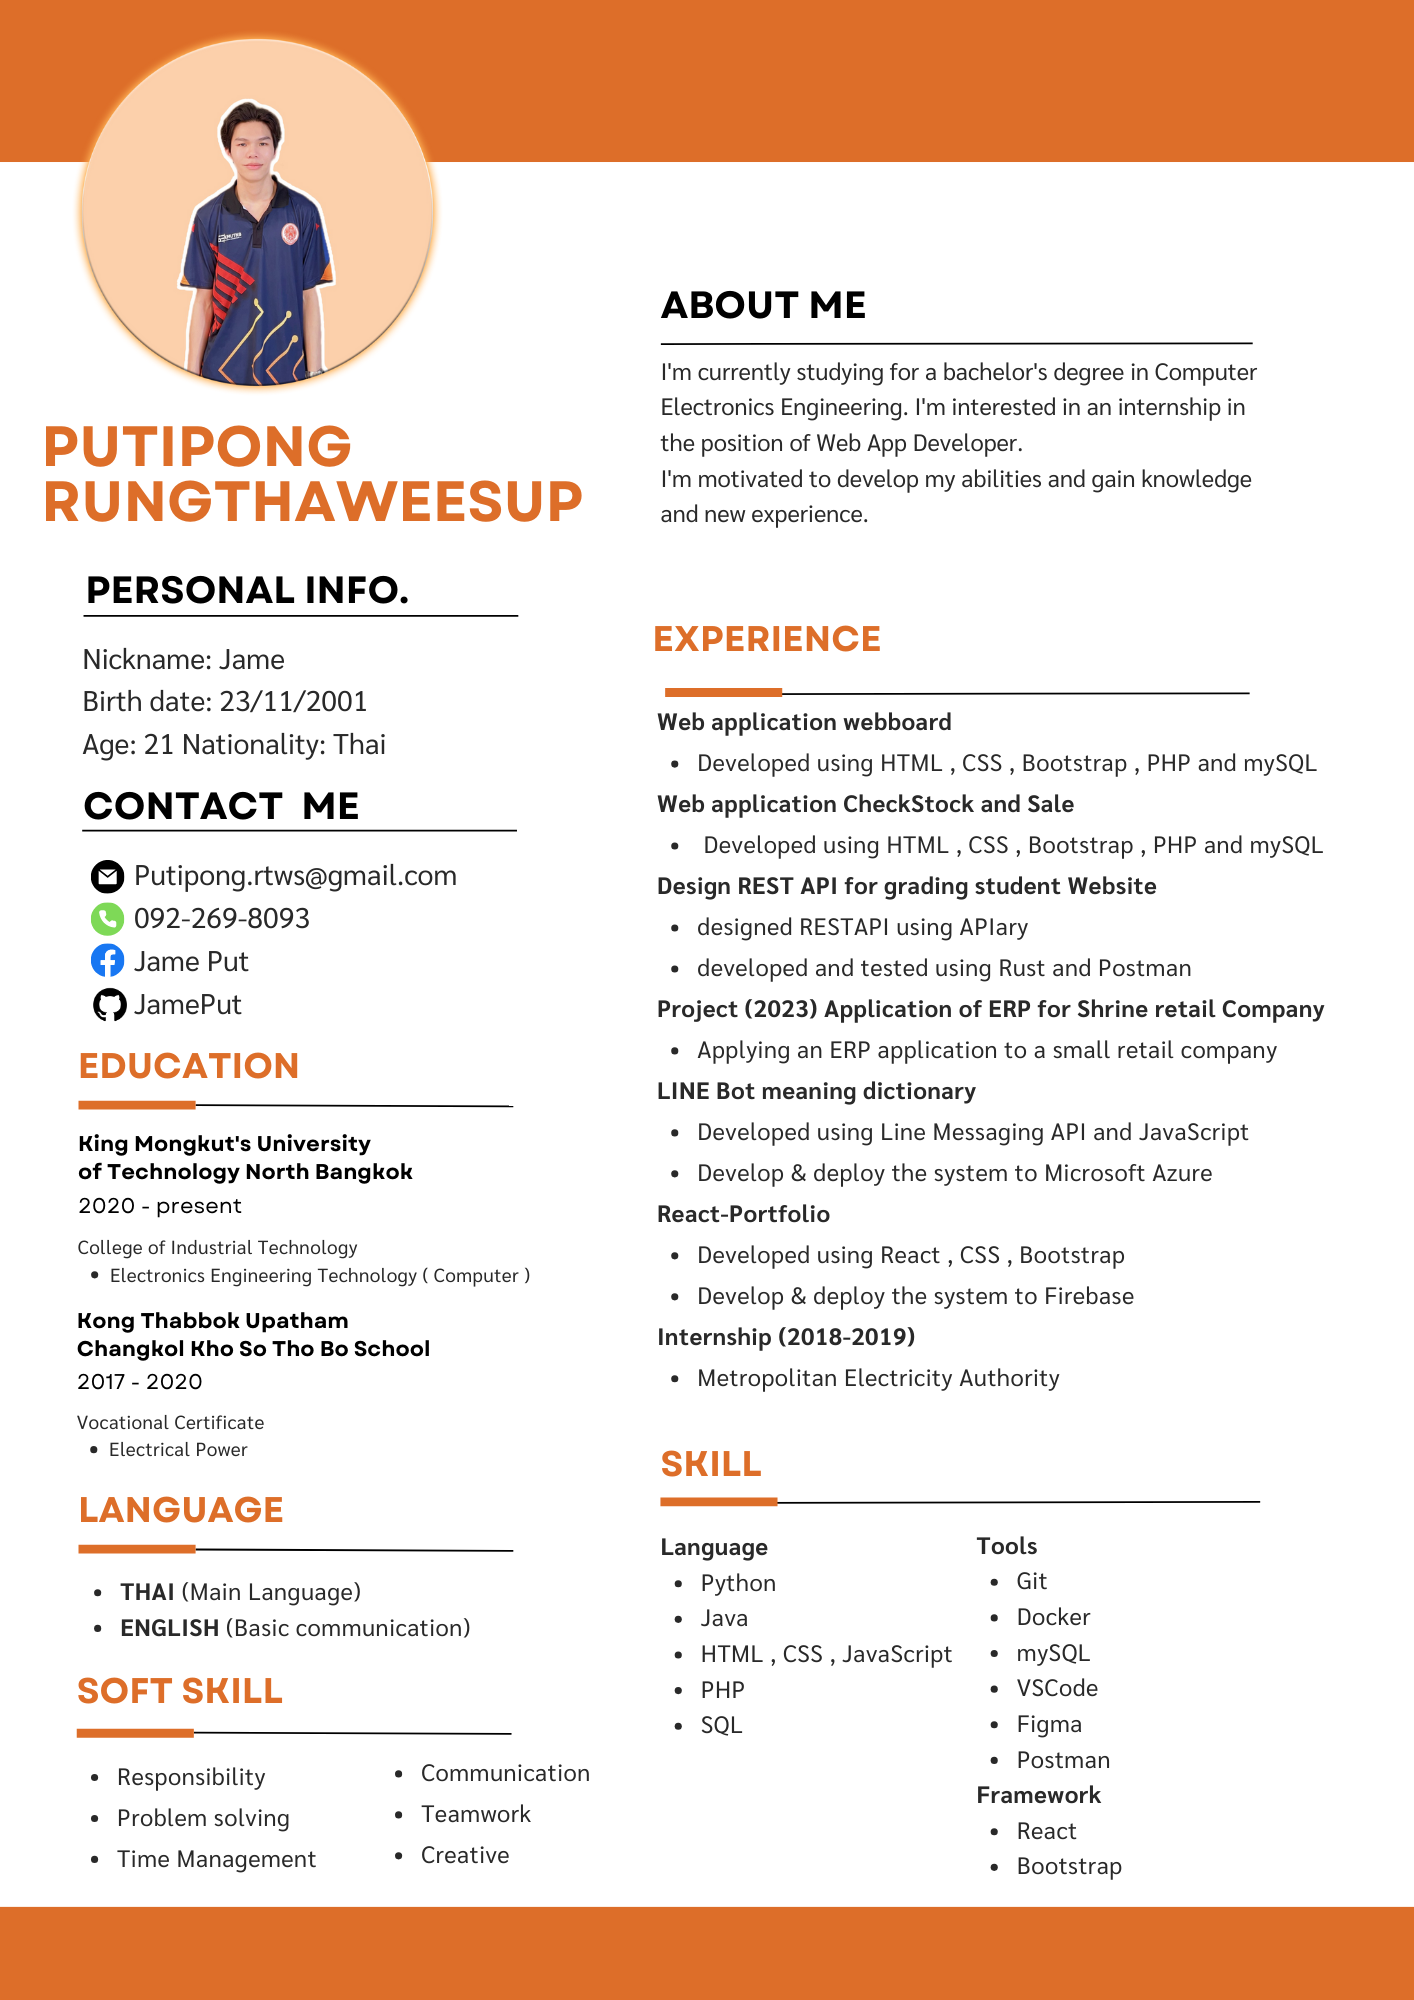 PUTIPONG
RUNGTHAWEESUP
PERSONAL INFO.
Nickname: Jame
Birth date: 23/11/2001
Age: 21 Nationality: Thai
CONTACT ME
Putipong.rtws@gmail.com
092-269-8093
Jame Put
JamePut
EDUCATION
King Mongkut's University
of Technology North Bangkok
2020 - present
College of Industrial Technology
• Electronics Engineering Technology ( Computer )
Kong Thabbok Upatham
Changkol Kho So Tho Bo School
2017 - 2020
Vocational Certificate
• Electrical Power
LANGUAGE
• THAI (Main Language)
• ENGLISH (Basic communication)
SOFT SKILL
• Responsibility
• Problem solving
• Time Management
• Communication
• Teamwork
• Creative
ABOUT ME
I'm currently studying for a bachelor's degree in Computer
Electronics Engineering. I'm interested in an internship in
the position of Web App Developer.
I'm motivated to develop my abilities and gain knowledge
and new experience.
EXPERIENCE
Web application webboard
• Developed using HTML , CSS , Bootstrap , PHP and mySQL
Web application CheckStock and Sale
• Developed using HTML , CSS , Bootstrap , PHP and mySQL
Design REST API for grading student Website
• designed RESTAPI using APIary
• developed and tested using Rust and Postman
Project (2023) Application of ERP for Shrine retail Company
• Applying an ERP application to a small retail company
LINE Bot meaning dictionary
• Developed using Line Messaging API and JavaScript
• Develop & deploy the system to Microsoft Azure
React-Portfolio
• Developed using React , CSS , Bootstrap
• Develop & deploy the system to Firebase
Internship (2018-2019)
• Metropolitan Electricity Authority
SKILL
Language
• Python
• Java
• HTML , CSS , JavaScript
• PHP
• SQL
Tools
• Git
• Docker
• mySQL
• VSCode
• Figma
• Postman
Framework
• React
• Bootstrap